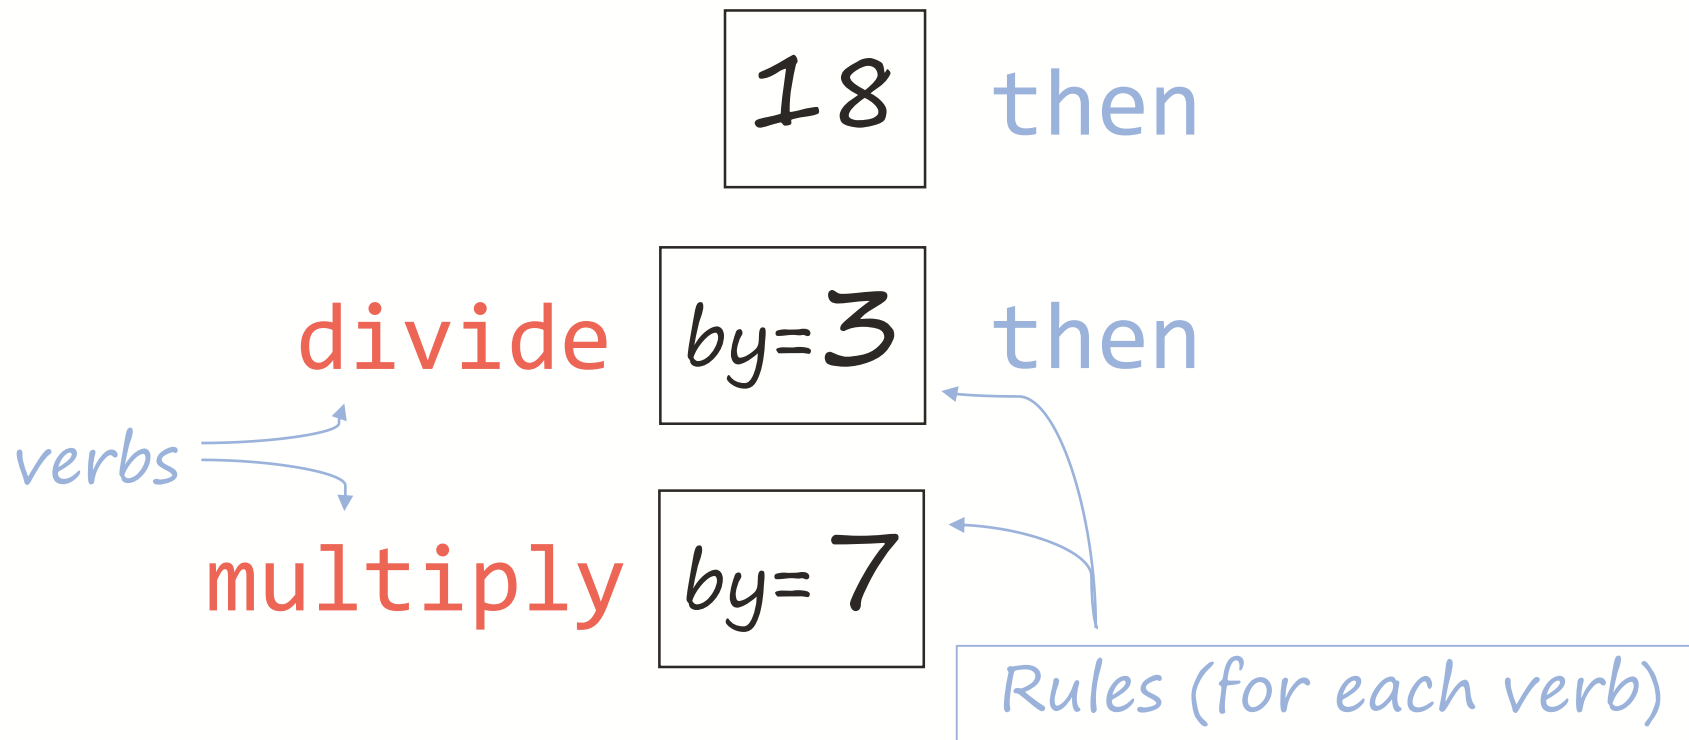 18 then
divide by=3 then
verbs
multiply by=7
Rules (for each verb)